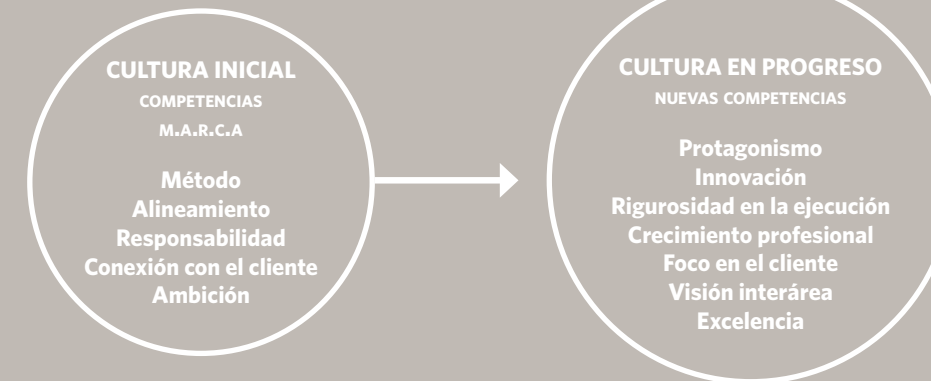 CULTURA INICIAL
COMPETENCIAS
M.A.R.C.A
Método
Alineamiento
Responsabilidad
Conexión con el cliente
Ambición
CULTURA EN PROGRESO
NUEVAS COMPETENCIAS
Protagonismo
Innovación
Rigurosidad en la ejecución
Crecimiento profesional
Foco en el cliente
Visión interárea
Excelencia